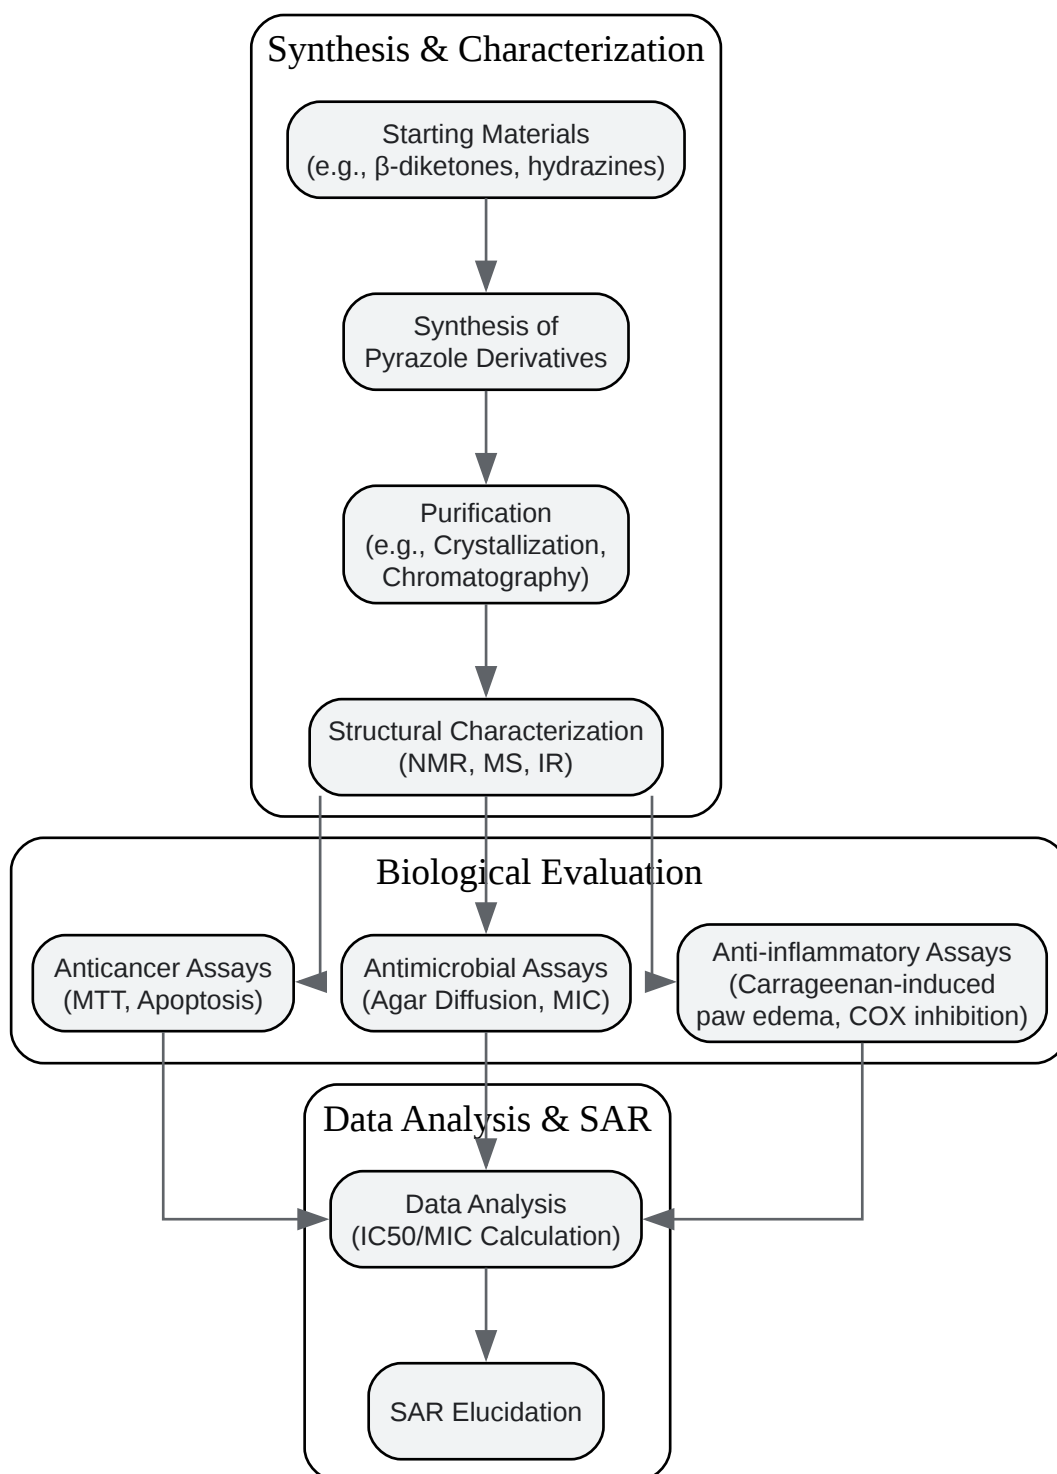 Synthesis & Characterization
Starting Materials
(e.g., β-diketones, hydrazines)
Synthesis of
Pyrazole Derivatives
Purification
(e.g., Crystallization,
Chromatography)
Structural Characterization
(NMR, MS, IR)
Biological Evaluation
Anticancer Assays
(MTT, Apoptosis)
Antimicrobial Assays
(Agar Diffusion, MIC)
Anti-inflammatory Assays
(Carrageenan-induced
paw edema, COX inhibition)
Data Analysis & SAR
Data Analysis
(IC50/MIC Calculation)
SAR Elucidation